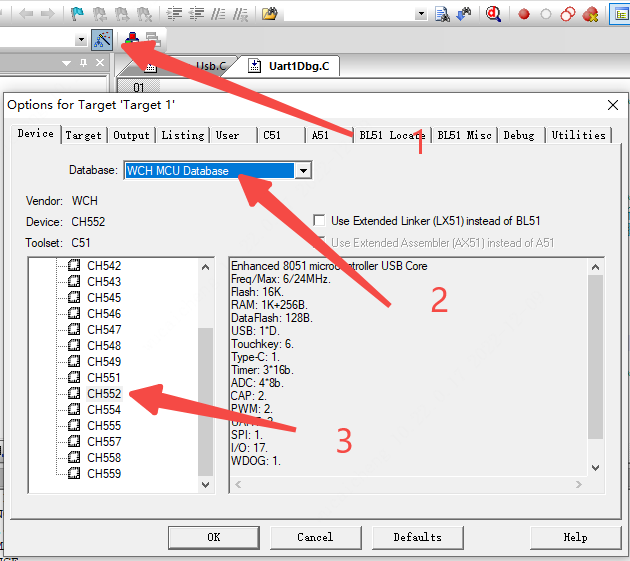 Usb.C
Uart1Dbg.C
01
Options for Target 'Target 1'
Device Target Output Listing User C51 A51 BL51 Locate BL51 Misc Debug Utilities
1
Database: WCH MCU Database
Vendor: WCH
Device: CH552
Toolset: C51
Use Extended Linker (LX51) instead of BL51
Use Extended Assembler (AX51) instead of A51
2
CH542
CH543
CH545
CH546
CH547
CH548
CH549
CH551
CH552
CH554
CH555
CH557
CH558
CH559
Enhanced 8051 microcontroller USB Core
Freq/Max: 6/24MHz.
Flash: 16K.
RAM: 1K+256B.
DataFlash: 128B.
USB: 1*D.
Touchkey: 6.
Type-C: 1.
Timer: 3*16b.
ADC: 4*8b.
CAP: 2.
PWM: 2.
SPI: 1.
I/O: 17.
WDOG: 1.
3
OK
Cancel
Defaults
Help